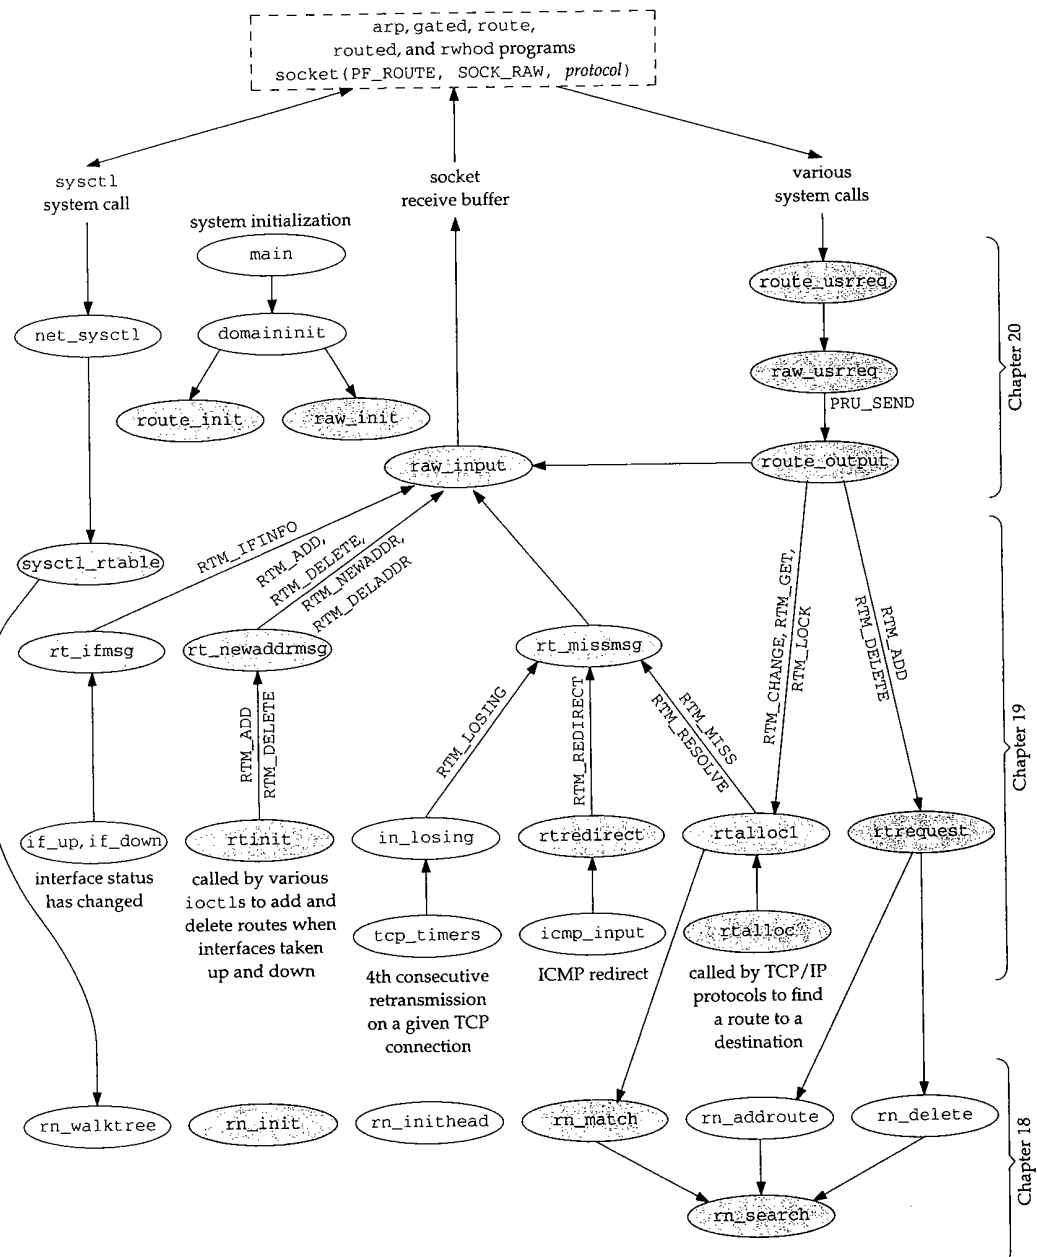 arp, gated, route,
routed, and rwhod programs
socket(PF_ROUTE, SOCK_RAW, protocol)
sysctl
system call
socket
receive buffer
various
system calls
system initialization
main
domaininit
route_init
raw_init
net_sysctl
route_usrreq
raw_usrreq
PRU_SEND
route_output
raw_input
Chapter 20
sysctl_rtable
RTM_IFINFO
RTM_ADD,
RTM_DELETE,
RTM_NEWADDR,
RTM_DELADDR
RTM_CHANGE, RTM_GET,
RTM_LOCK
RTM_ADD
RTM_DELETE
rt_ifmsg
rt_newaddrmsg
rt_missmsg
RTM_ADD
RTM_DELETE
RTM_LOSING
RTM_REDIRECT
RTM_MISS
RTM_RESOLVE
Chapter 19
if_up, if_down
interface status
has changed
rtinit
called by various
ioctls to add and
delete routes when
interfaces taken
up and down
in_losing
rtredirect
rtalloc1
rtrequest
tcp_timers
4th consecutive
retransmission
on a given TCP
connection
icmp_input
ICMP redirect
rtalloc
called by TCP/IP
protocols to find
a route to a
destination
rn_walktree
rn_init
rn_inithead
rn_match
rn_addroute
rn_delete
rn_search
Chapter 18